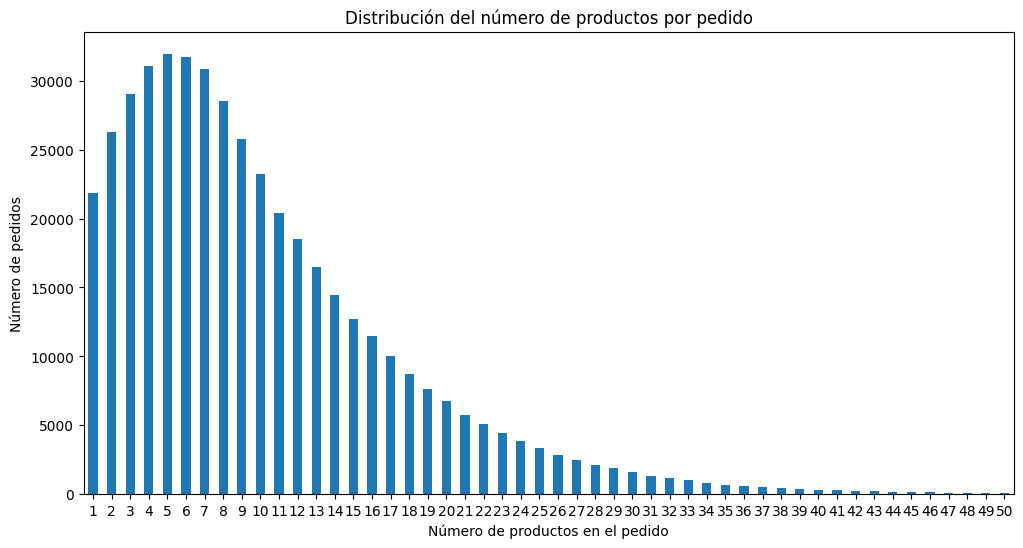 Distribución del número de productos por pedido
30000
25000
20000
15000
10000
5000
0
Número de pedidos
1 2 3 4 5 6 7 8 9 10 11 12 13 14 15 16 17 18 19 20 21 22 23 24 25 26 27 28 29 30 31 32 33 34 35 36 37 38 39 40 41 42 43 44 45 46 47 48 49 50
Número de productos en el pedido